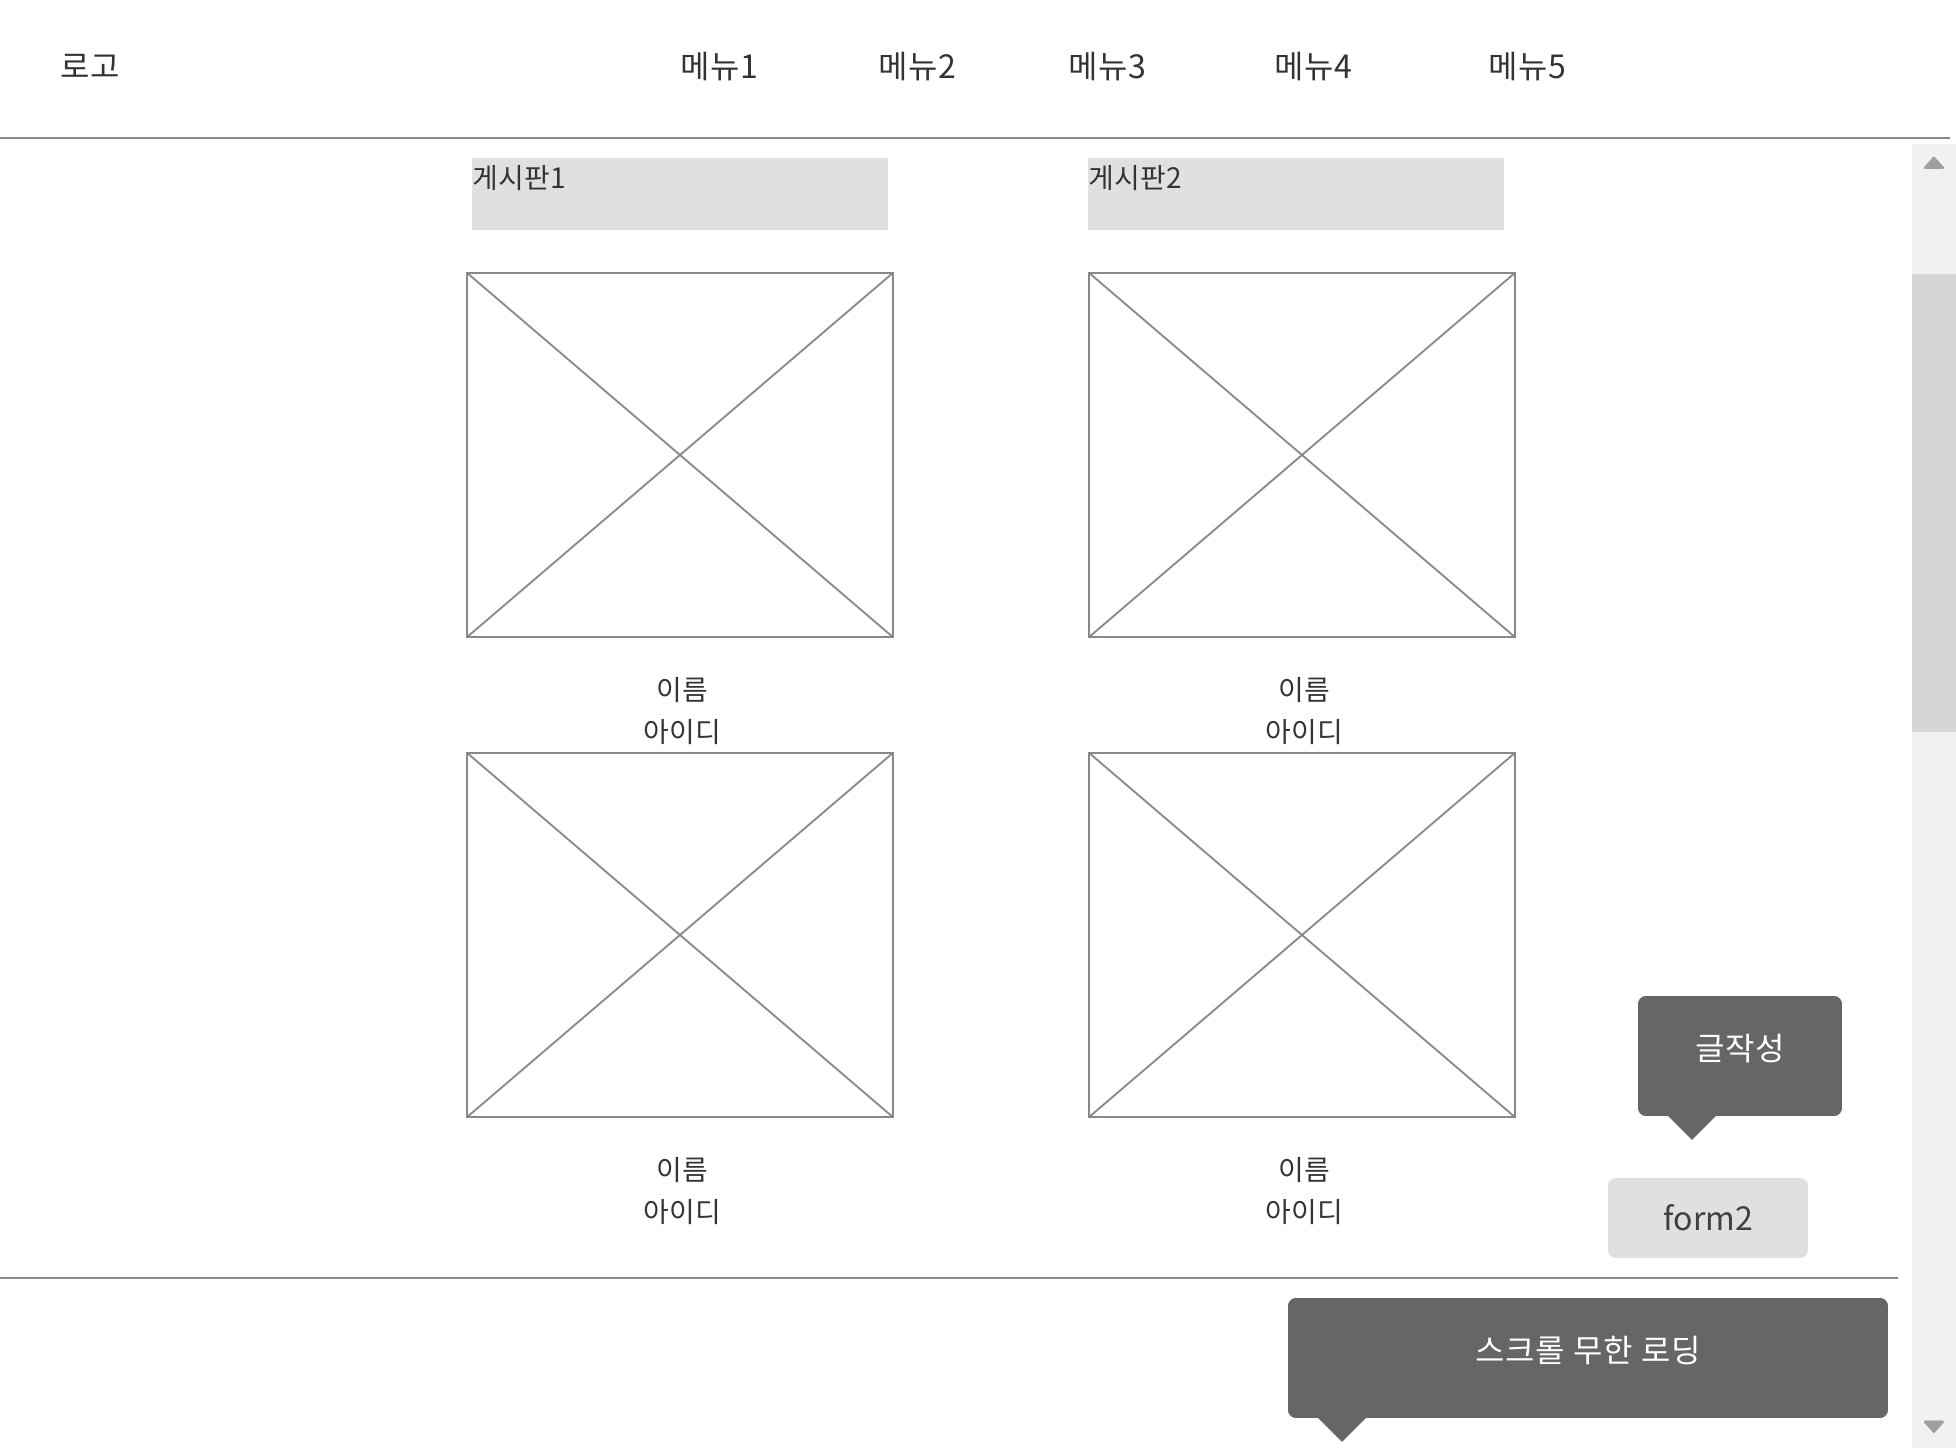 로고
메뉴1
메뉴2
메뉴3
메뉴4
메뉴5
게시판1
게시판2
이름
아이디
이름
아이디
이름
아이디
이름
아이디
글작성
form2
스크롤 무한 로딩